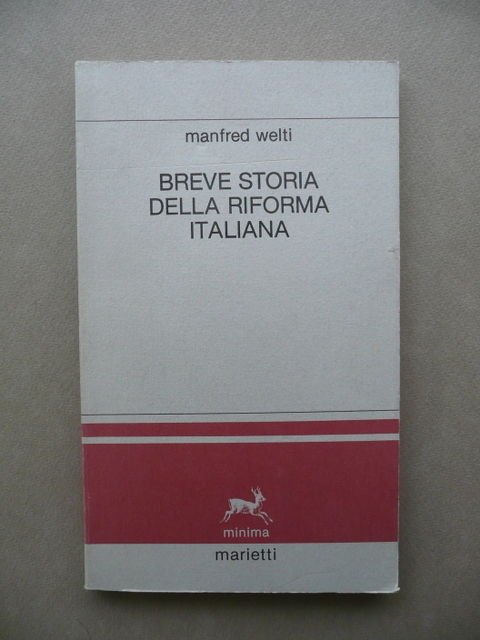 manfred welti
BREVE STORIA
DELLA RIFORMA
ITALIANA
minima
marietti